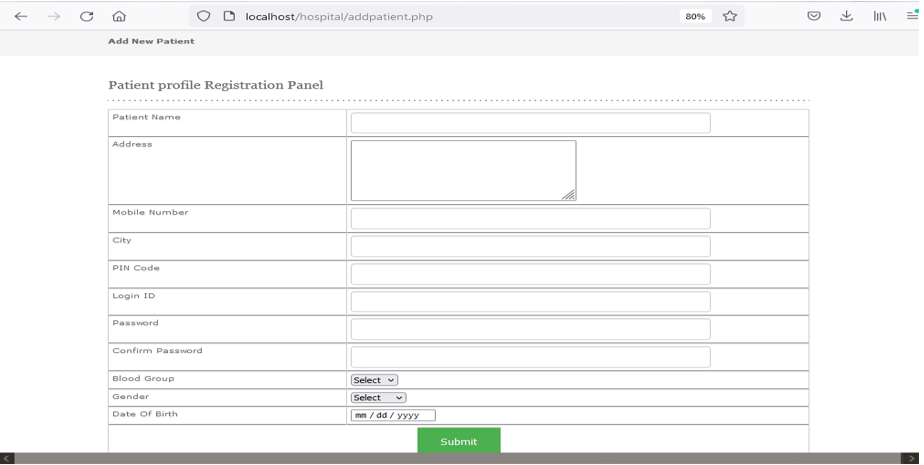 localhost/hospital/addpatient.php 80%
Add New Patient
Patient profile Registration Panel
Patient Name
Address
Mobile Number
City
PIN Code
Login ID
Password
Confirm Password
Blood Group Select
Gender Select
Date Of Birth mm / dd / yyyy
Submit